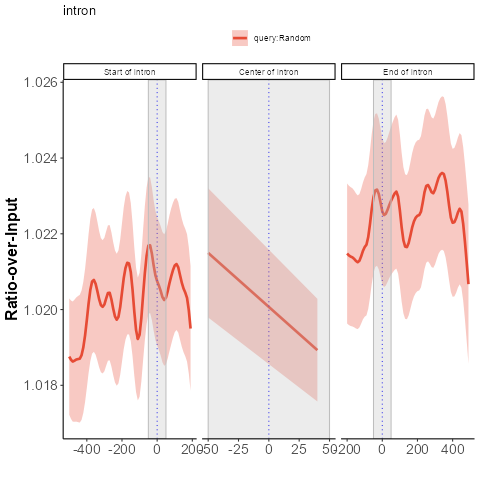 intron
query:Random
Start of intron Center of intron End of intron
1.026
1.024
1.022
1.020
1.018
Ratio-over-Input
-400 -200 0 200 -50 -25 0 25 50 -200 0 200 400